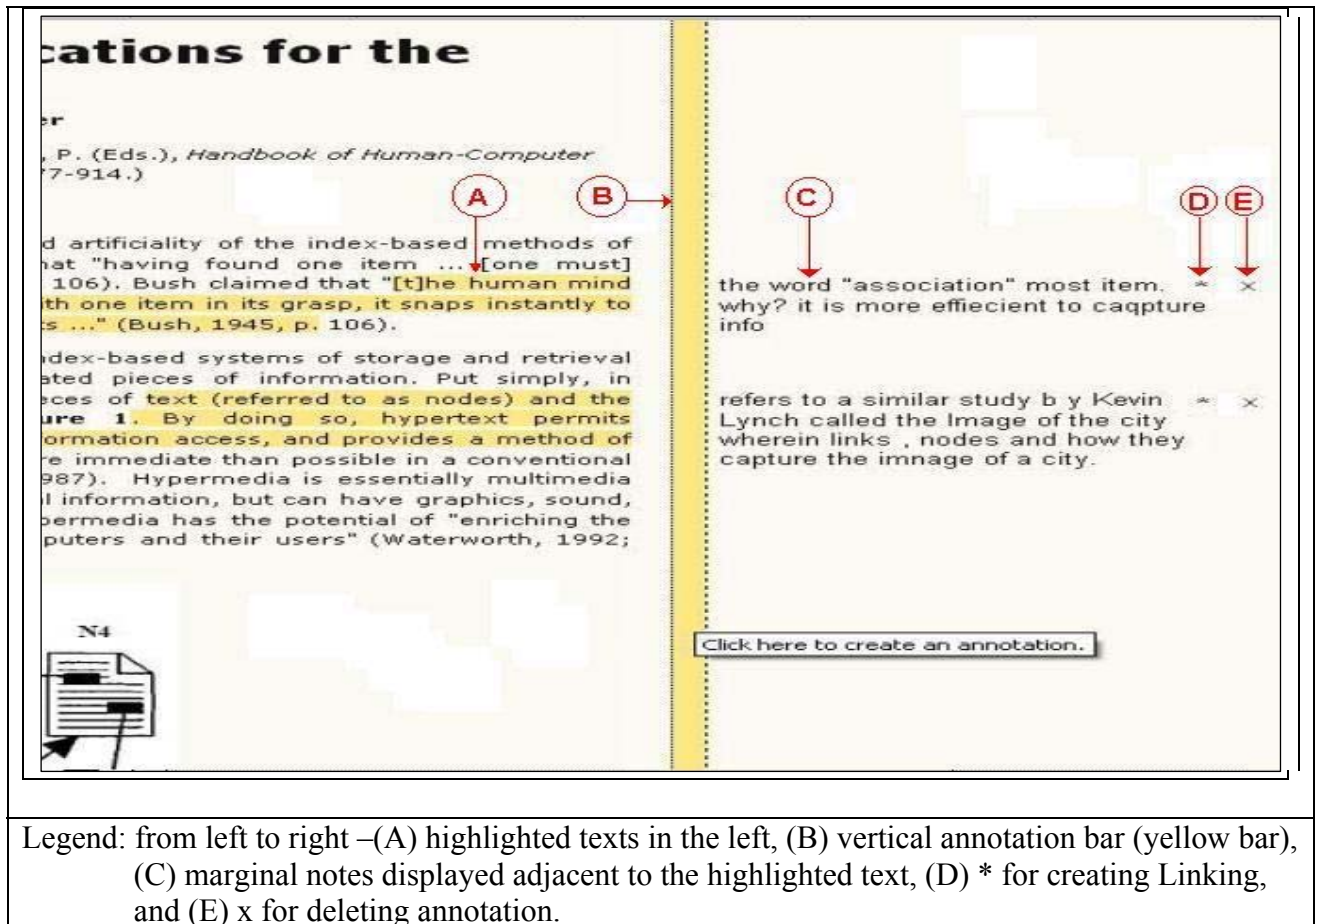 cations for the
er
, P. (Eds.), Handbook of Human-Computer
77-914.)
A
B
C
D
E
d artificiality of the index-based methods of
nat "having found one item ... [one must]
106). Bush claimed that "[t]he human mind
ith one item in its grasp, it snaps instantly to
s ..." (Bush, 1945, p. 106).
the word "association" most item. * x
why? it is more effiecient to caqpture
info
ndex-based systems of storage and retrieval
ated pieces of information. Put simply, in
eces of text (referred to as nodes) and the
ure 1. By doing so, hypertext permits
ormation access, and provides a method of
re immediate than possible in a conventional
987). Hypermedia is essentially multimedia
l information, but can have graphics, sound,
permedia has the potential of "enriching the
puters and their users" (Waterworth, 1992;
refers to a similar study b y Kevin * x
Lynch called the Image of the city
wherein links , nodes and how they
capture the imnage of a city.
N4
Click here to create an annotation.
Legend: from left to right –(A) highlighted texts in the left, (B) vertical annotation bar (yellow bar),
(C) marginal notes displayed adjacent to the highlighted text, (D) * for creating Linking,
and (E) x for deleting annotation.